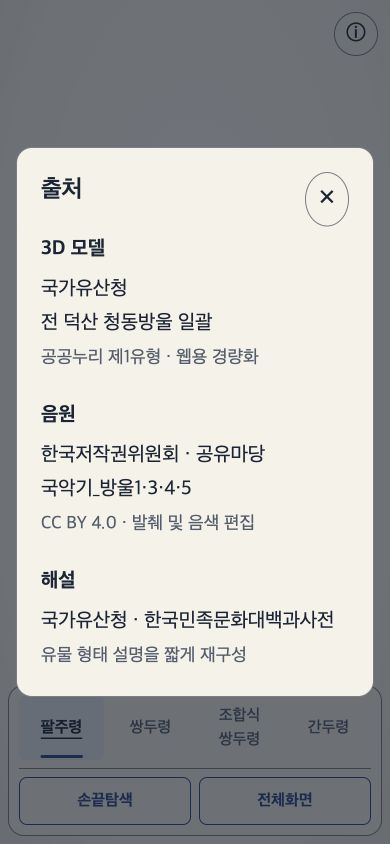 출처
3D 모델
국가유산청
전 덕산 청동방울 일괄
공공누리 제1유형 · 웹용 경량화
음원
한국저작권위원회 · 공유마당
국악기_방울1·3·4·5
CC BY 4.0 · 발췌 및 음색 편집
해설
국가유산청 · 한국민족문화대백과사전
유물 형태 설명을 짧게 재구성
팔주령
쌍두령
조합식
쌍두령
간두령
손끝탐색
전체화면